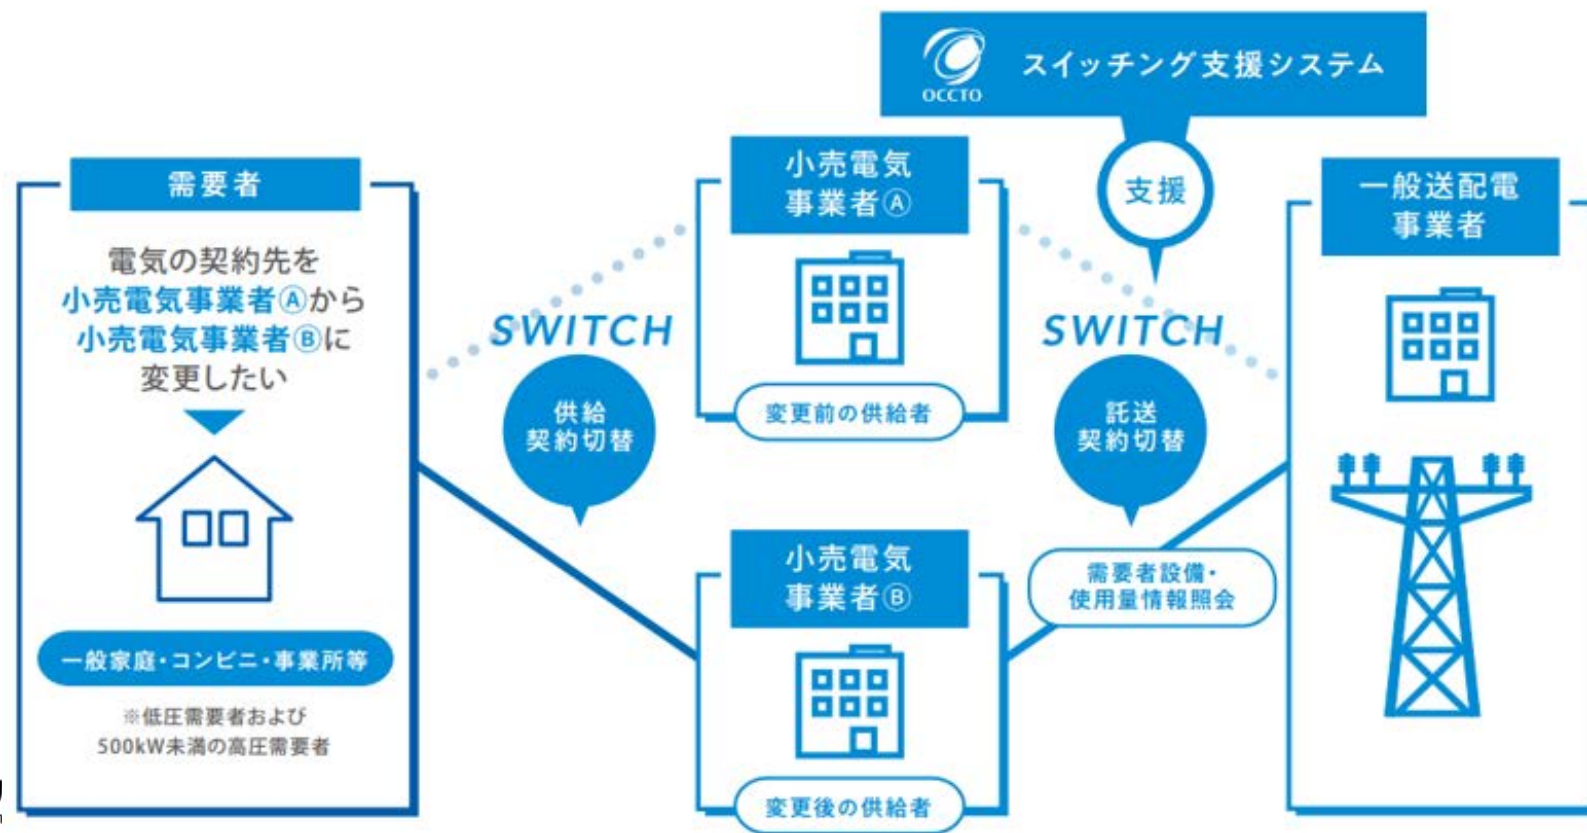 OCCTO
スイッチング支援システム
支援
需要者
電気の契約先を
小売電気事業者Ⓐから
小売電気事業者Ⓑに
変更したい
一般家庭・コンビニ・事業所等
※低圧需要者および
500kW未満の高圧需要者
SWITCH
供給
契約切替
小売電気
事業者Ⓐ
変更前の供給者
小売電気
事業者Ⓑ
変更後の供給者
SWITCH
託送
契約切替
需要者設備・
使用量情報照会
一般送配電
事業者